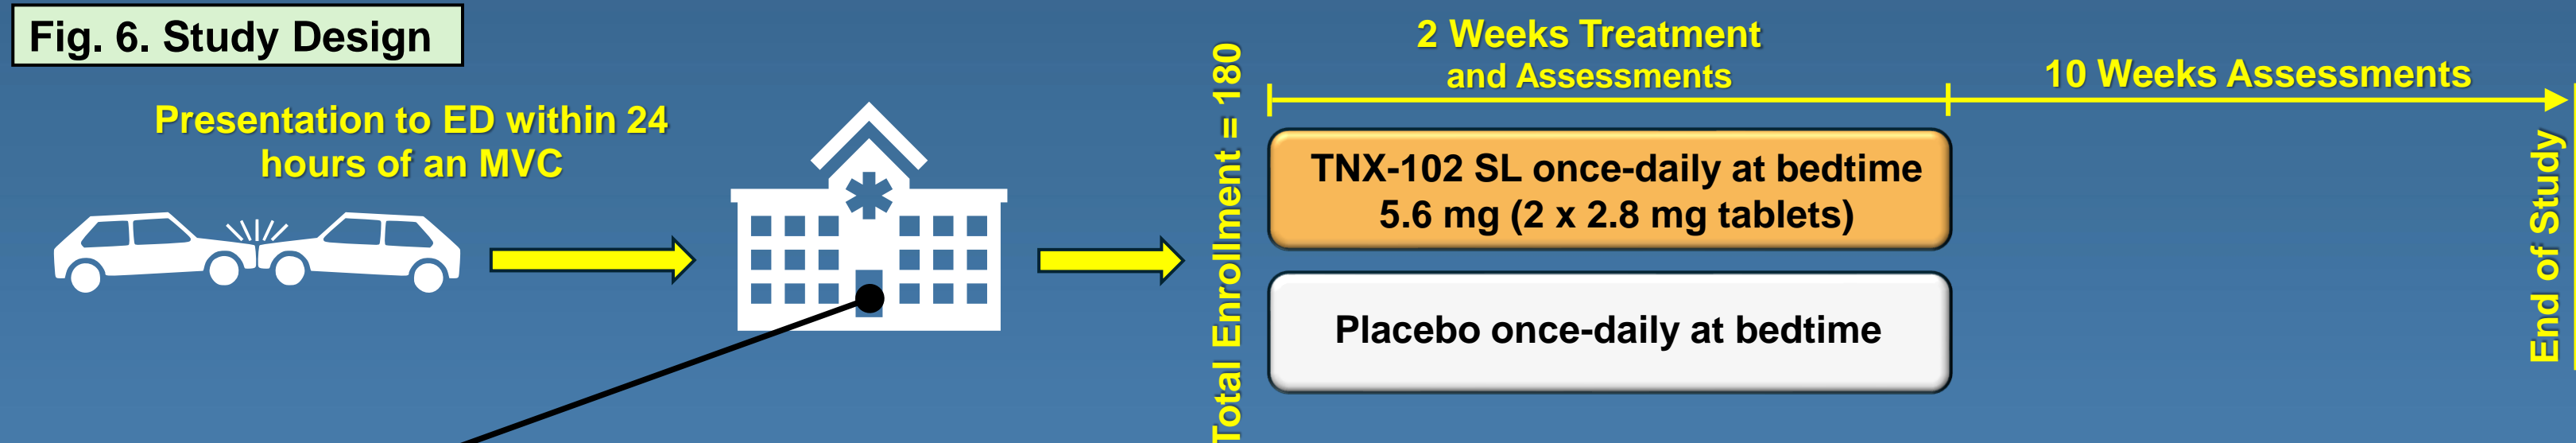 Fig. 6. Study Design
Presentation to ED within 24
hours of an MVC
Total Enrollment = 180
2 Weeks Treatment
and Assessments
10 Weeks Assessments
TNX-102 SL once-daily at bedtime
5.6 mg (2 x 2.8 mg tablets)
Placebo once-daily at bedtime
End of Study